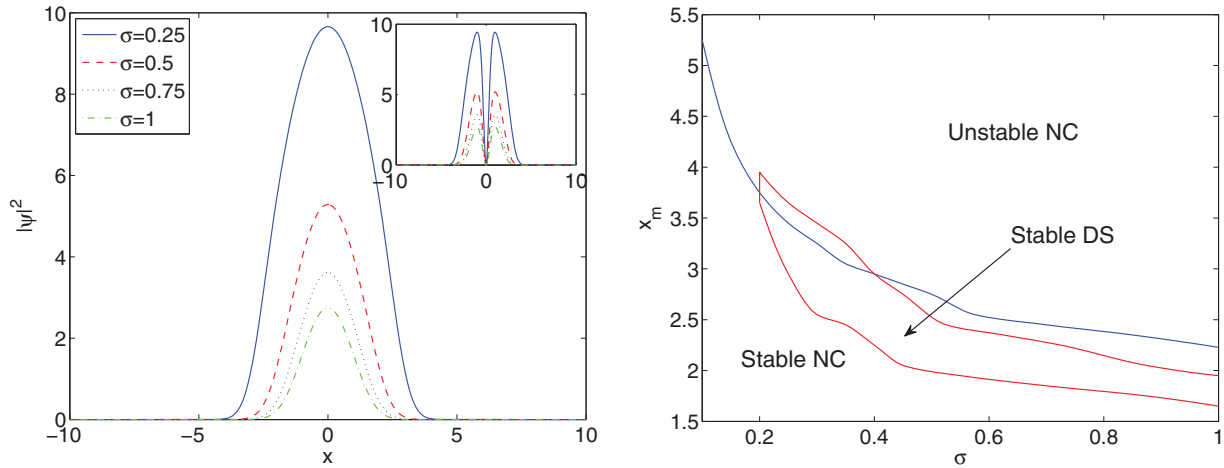 σ=0.25
σ=0.5
σ=0.75
σ=1
10
8
6
4
2
0
|ψ|²
−10
−5
0
5
10
x
10
5
0
−10
0
10
5.5
5
4.5
4
3.5
3
2.5
2
1.5
x_m
0.2
0.4
0.6
0.8
1
σ
Unstable NC
Stable DS
Stable NC